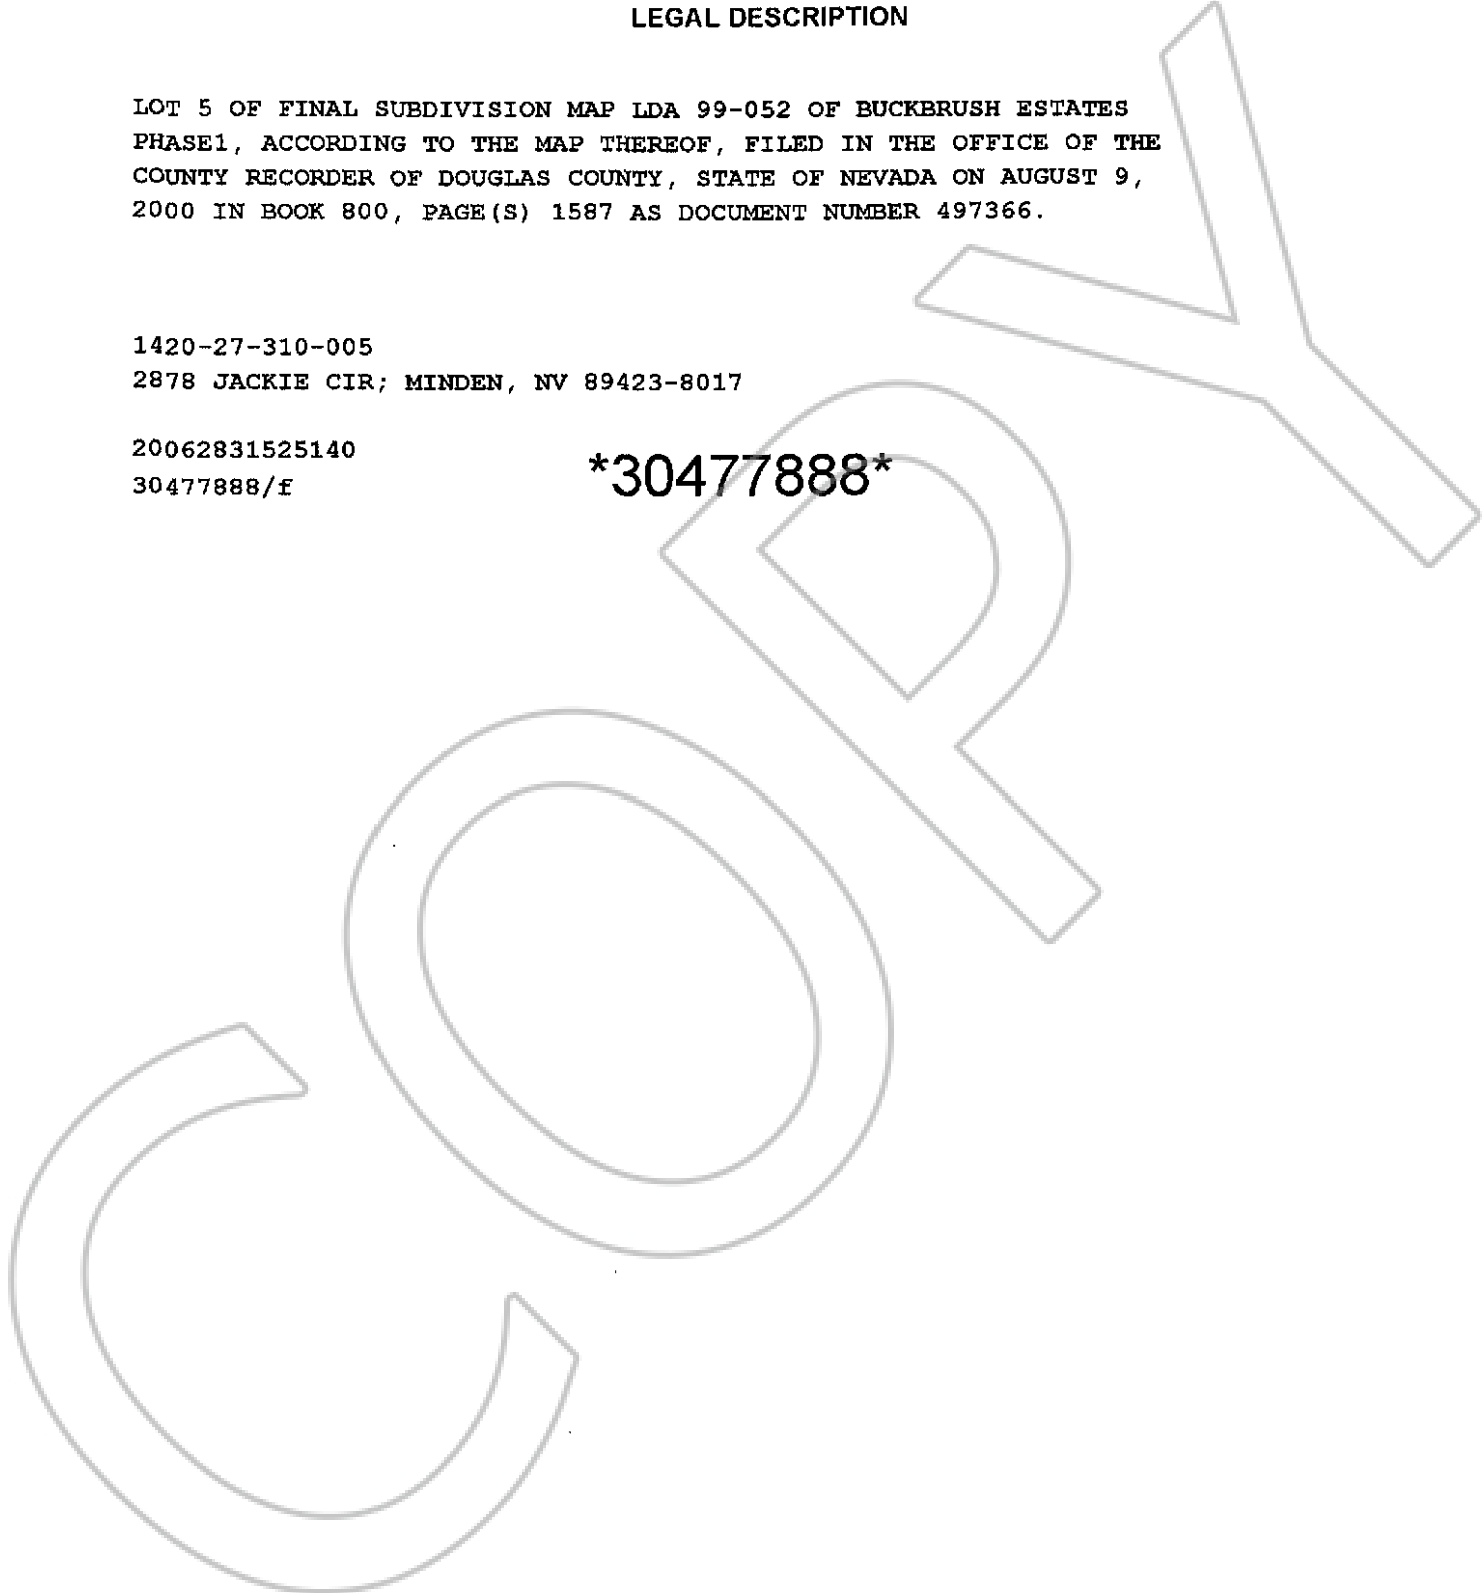 LEGAL DESCRIPTION
LOT 5 OF FINAL SUBDIVISION MAP LDA 99-052 OF BUCKBRUSH ESTATES
PHASE1, ACCORDING TO THE MAP THEREOF, FILED IN THE OFFICE OF THE
COUNTY RECORDER OF DOUGLAS COUNTY, STATE OF NEVADA ON AUGUST 9,
2000 IN BOOK 800, PAGE(S) 1587 AS DOCUMENT NUMBER 497366.
1420-27-310-005
2878 JACKIE CIR; MINDEN, NV 89423-8017
20062831525140
30477888/f
*30477888*
COPY